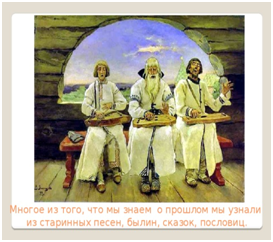 Многое из того, что мы знаем о прошлом мы узнали
из старинных песен, былин, сказок, пословиц.